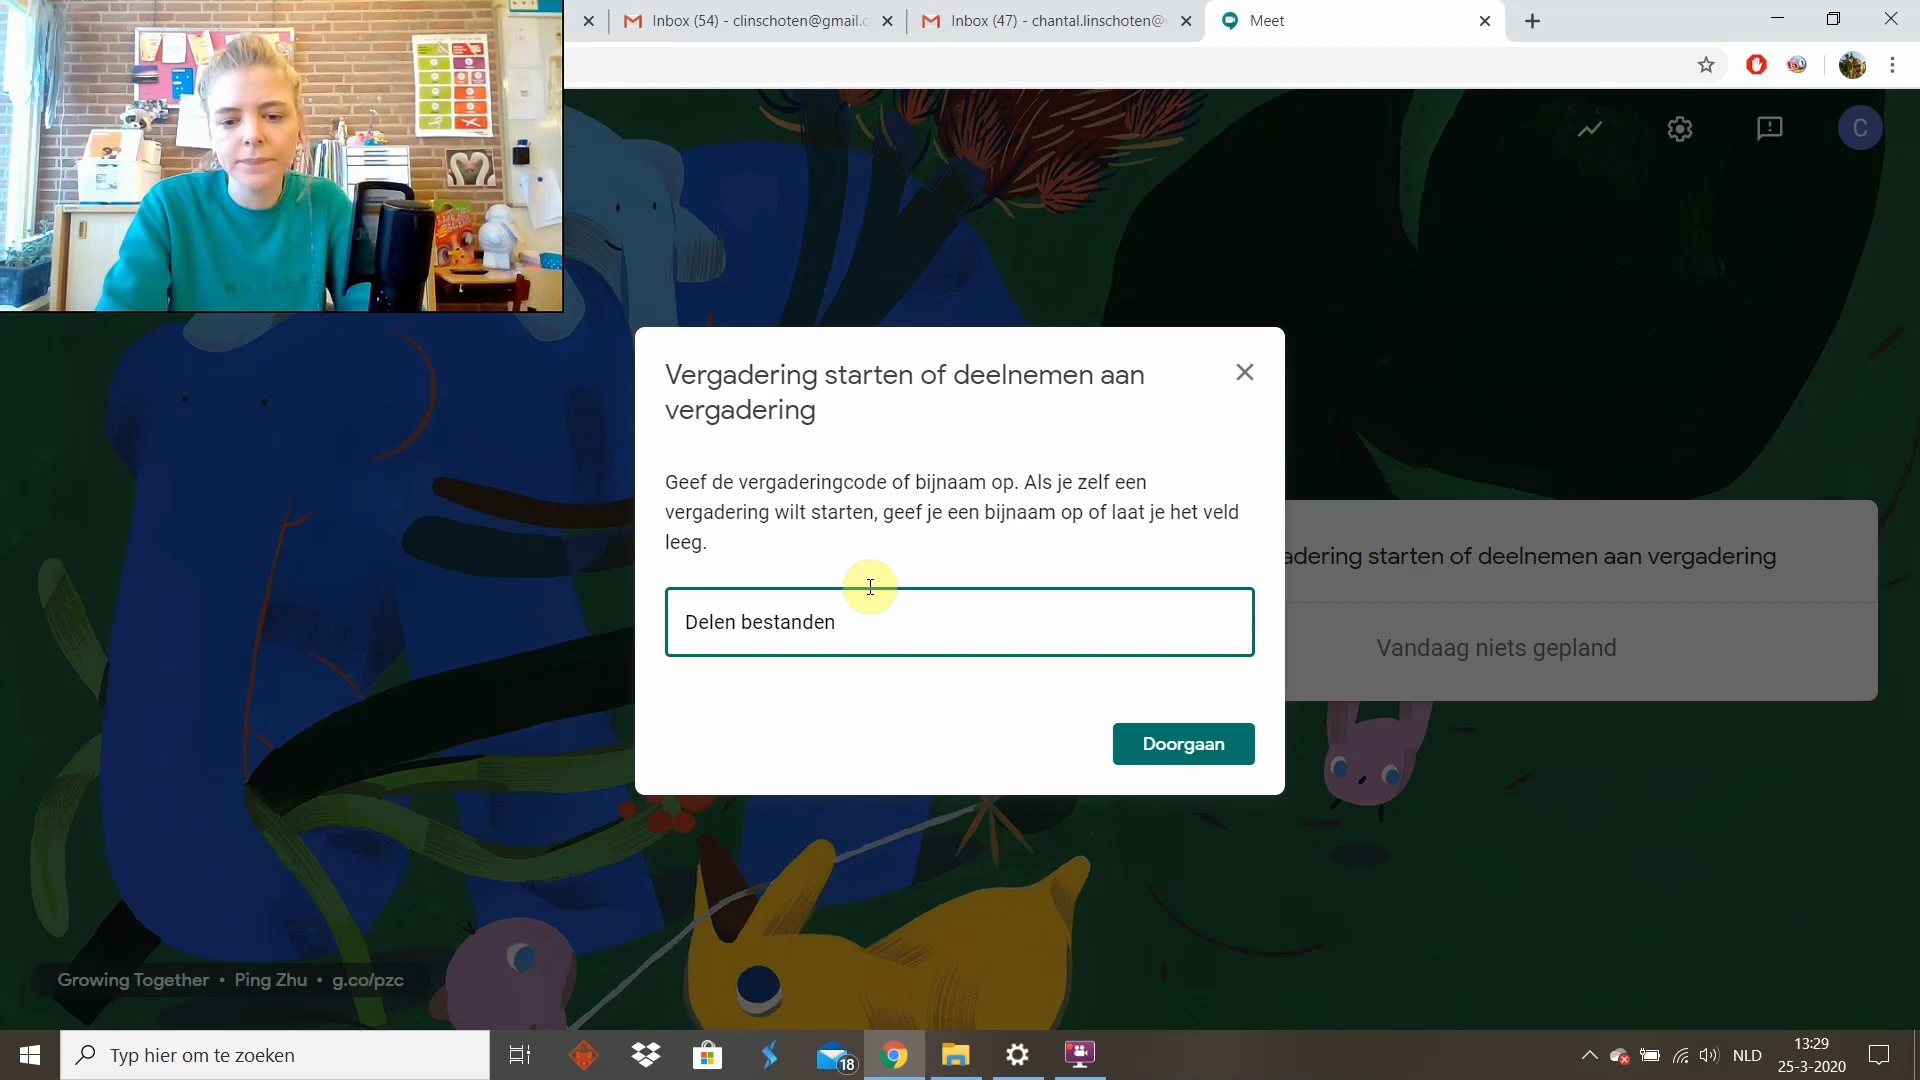 Inbox (54) - clinschoten@gmail.c
Inbox (47) - chantal.linschoten@
Meet
C
Vergadering starten of deelnemen aan
vergadering
Geef de vergaderingcode of bijnaam op. Als je zelf een
vergadering wilt starten, geef je een bijnaam op of laat je het veld
leeg.
Delen bestanden
Doorgaan
adering starten of deelnemen aan vergadering
Vandaag niets gepland
Growing Together • Ping Zhu • g.co/pzc
Typ hier om te zoeken
18
NLD
13:29
25-3-2020